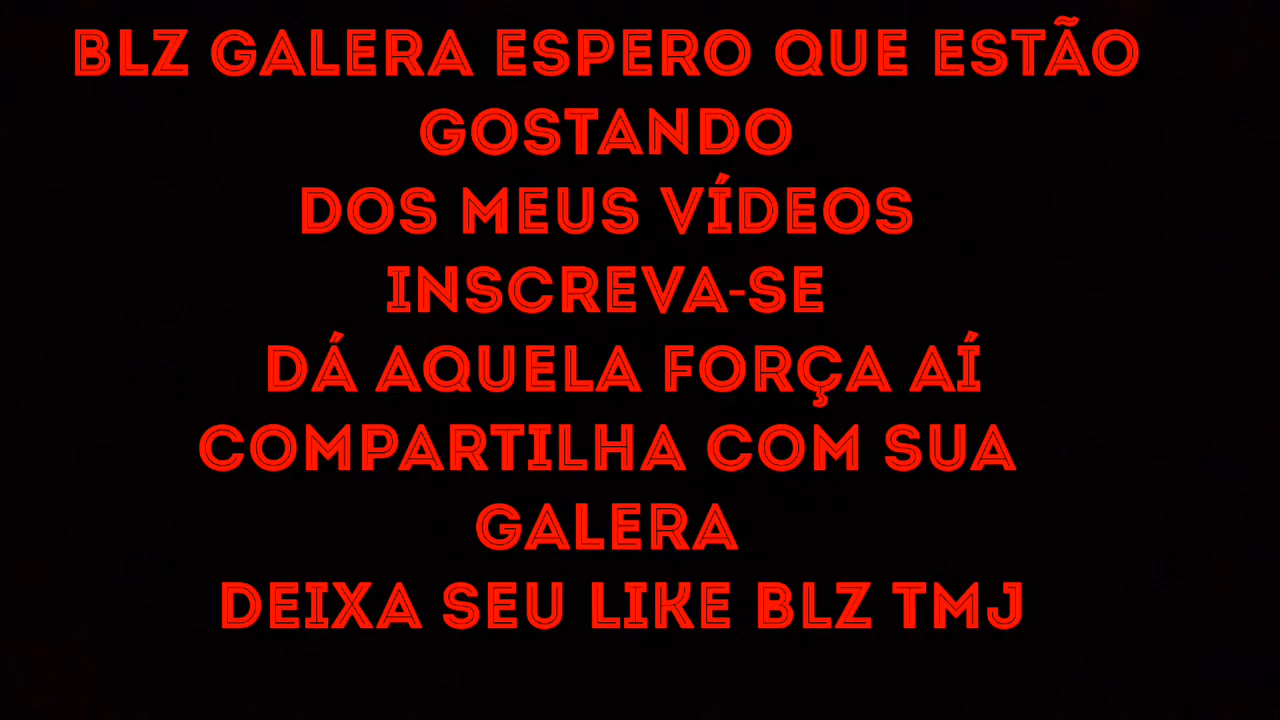 BLZ GALERA ESPERO QUE ESTÃO
GOSTANDO
DOS MEUS VÍDEOS
INSCREVA-SE
DÁ AQUELA FORÇA AÍ
COMPARTILHA COM SUA
GALERA
DEIXA SEU LIKE BLZ TMJ